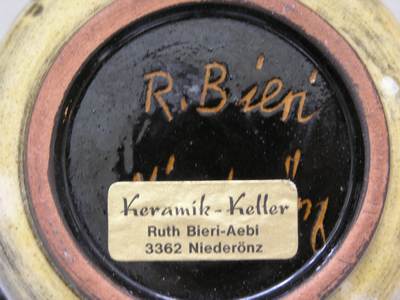 R. Bieri
Keramik-Keller
Ruth Bieri-Aebi
3362 Niederönz